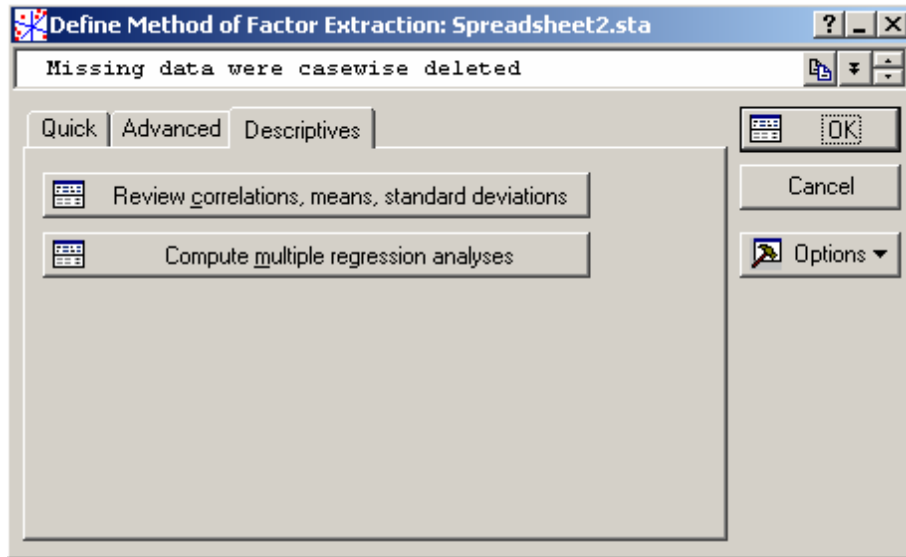 Define Method of Factor Extraction: Spreadsheet2.sta
Missing data were casewise deleted
Quick Advanced Descriptives
OK
Review correlations, means, standard deviations
Cancel
Compute multiple regression analyses
Options